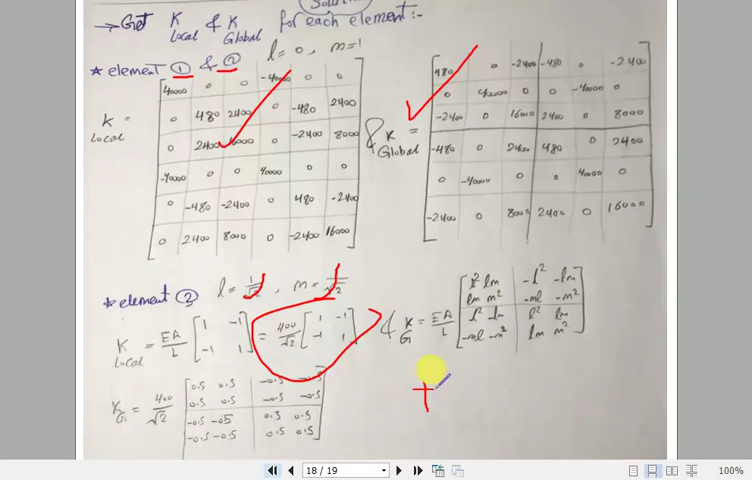 Solution
→ Get K Local & K Global for each element:-
l = 0 , m = 1
* element ① & ②
K Local =
40000 0 0 -40000 0 0
0 480 2400 0 -480 2400
0 2400 16000 0 -2400 8000
-40000 0 0 40000 0 0
0 -480 -2400 0 480 -2400
0 2400 8000 0 -2400 16000
& K Global =
480 0 -2400 -480 0 -2400
0 40000 0 0 -40000 0
-2400 0 16000 2400 0 8000
-480 0 2400 480 0 2400
0 -40000 0 0 40000 0
-2400 0 8000 2400 0 16000
* element ③ l = 1/√2 , m = 1/√2
K Local = EA/L [1 -1 -1 1] = 400/√2 [1 -1 -1 1]
& K G = EA/L
l² lm -l² -lm
lm m² -ml -m²
-l² -lm l² lm
-ml -m² lm m²
K G = 400/√2
0.5 0.5 -0.5 -0.5
0.5 0.5 -0.5 -0.5
-0.5 -0.5 0.5 0.5
-0.5 -0.5 0.5 0.5
18 / 19
100%